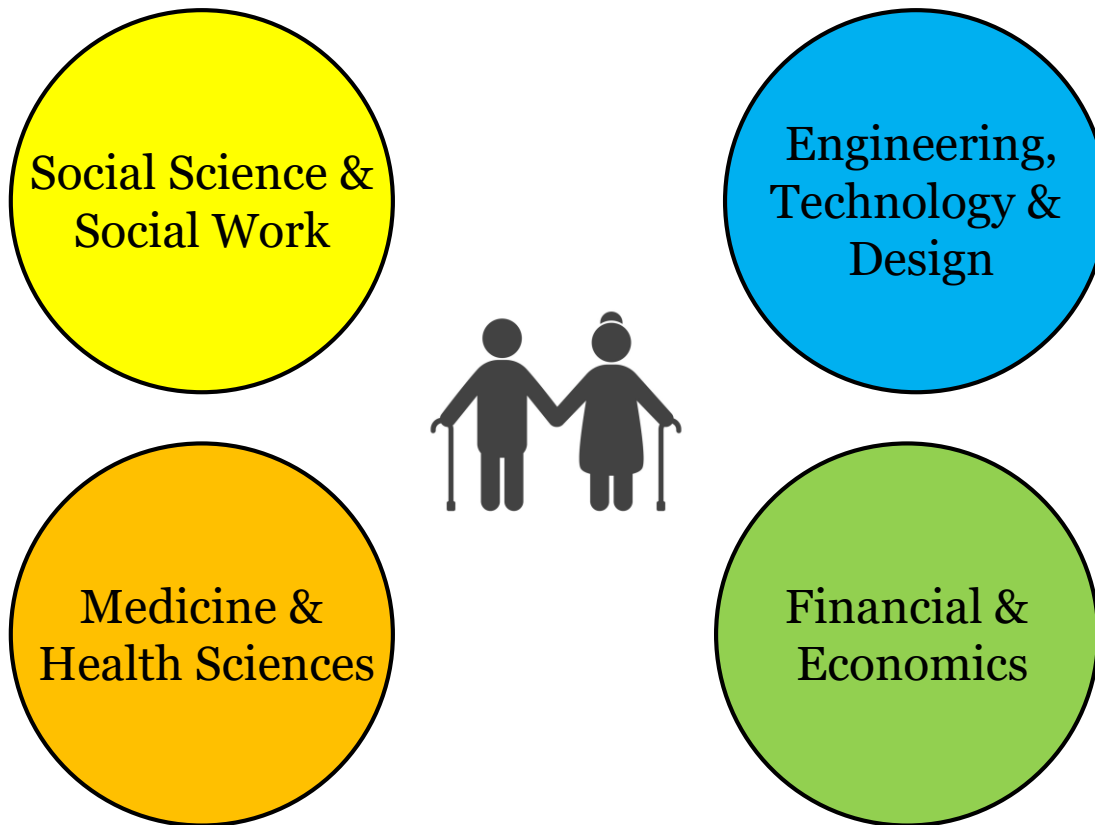 Social Science &
Social Work
Engineering,
Technology &
Design
Medicine &
Health Sciences
Financial &
Economics